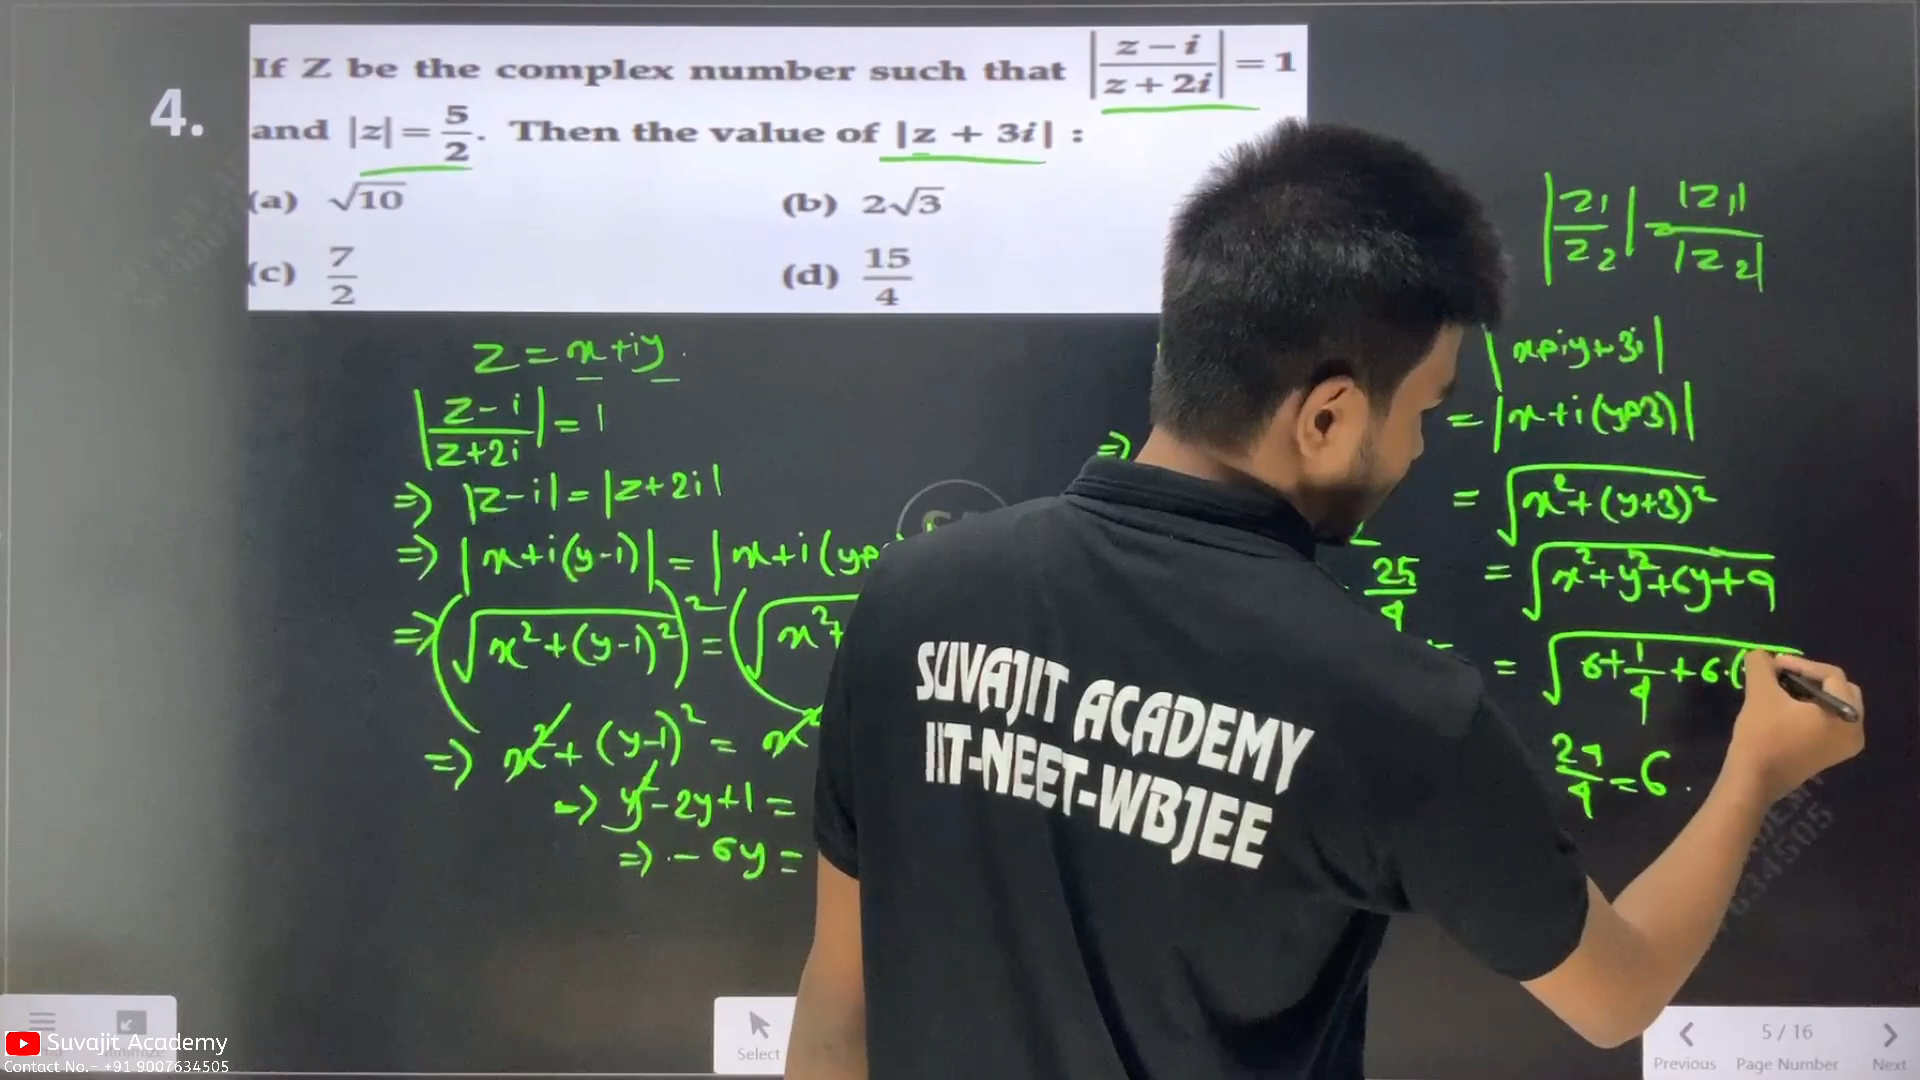 4.
If Z be the complex number such that |z − i / z + 2i| = 1
and |z| = 5/2. Then the value of |z + 3i| :
(a) √10
(b) 2√3
(c) 7/2
(d) 15/4
z = x+iy.
|z-i / z+2i| = 1
⇒ |z-i| = |z+2i|
⇒ |x+i(y-1)| = |x+i(y+
⇒ (√x²+(y-1)²)² = (√x²+
⇒ x²+(y-1)² = x²
⇒ y²-2y+1 =
⇒ -6y =
⇒
25/4
|z1/z2| = |z1|/|z2|
|x+iy+3i|
= |x+i(y+3)|
= √x²+(y+3)²
= √x²+y²+6y+9
= √6+1/4+6.(
24/4 = 6.
SUVAJIT ACADEMY
IIT-NEET-WBJEE
Suvajit Academy
Contact No.- +91 9007634505
Select
5 / 16
Previous Page Number Next